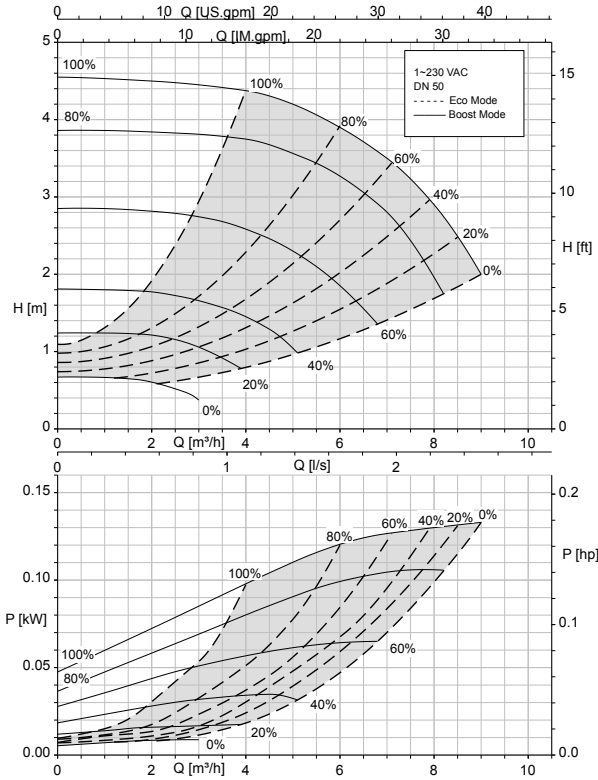 Q [US.gpm]
0 10 20 30 40
Q [IM.gpm]
0 10 20 30
5
100%
100%
15
1~230 VAC
DN 50
Eco Mode
Boost Mode
80%
4
80%
60%
3
40%
10
20%
H [ft]
2
0%
H [m]
5
60%
1
40%
20%
0%
0
0
0 2 4 6 8 10
Q [m³/h]
0 1 2
Q [l/s]
0.15
0.2
0%
20%
40%
60%
80%
100%
0.10
P [hp]
0.1
P [kW]
100%
80%
60%
0.05
40%
20%
0%
0.00
0.0
0 2 4 6 8 10
Q [m³/h]